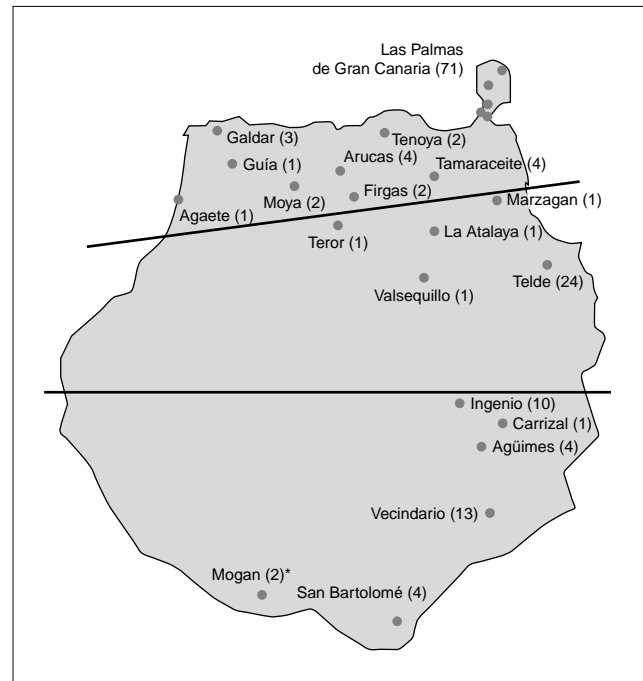 Las Palmas
de Gran Canaria (71)
Galdar (3)
Tenoya (2)
Guía (1)
Arucas (4)
Tamaraceite (4)
Moya (2)
Firgas (2)
Agaete (1)
Marzagan (1)
Teror (1)
La Atalaya (1)
Valsequillo (1)
Telde (24)
Ingenio (10)
Carrizal (1)
Agüimes (4)
Vecindario (13)
Mogan (2)*
San Bartolomé (4)